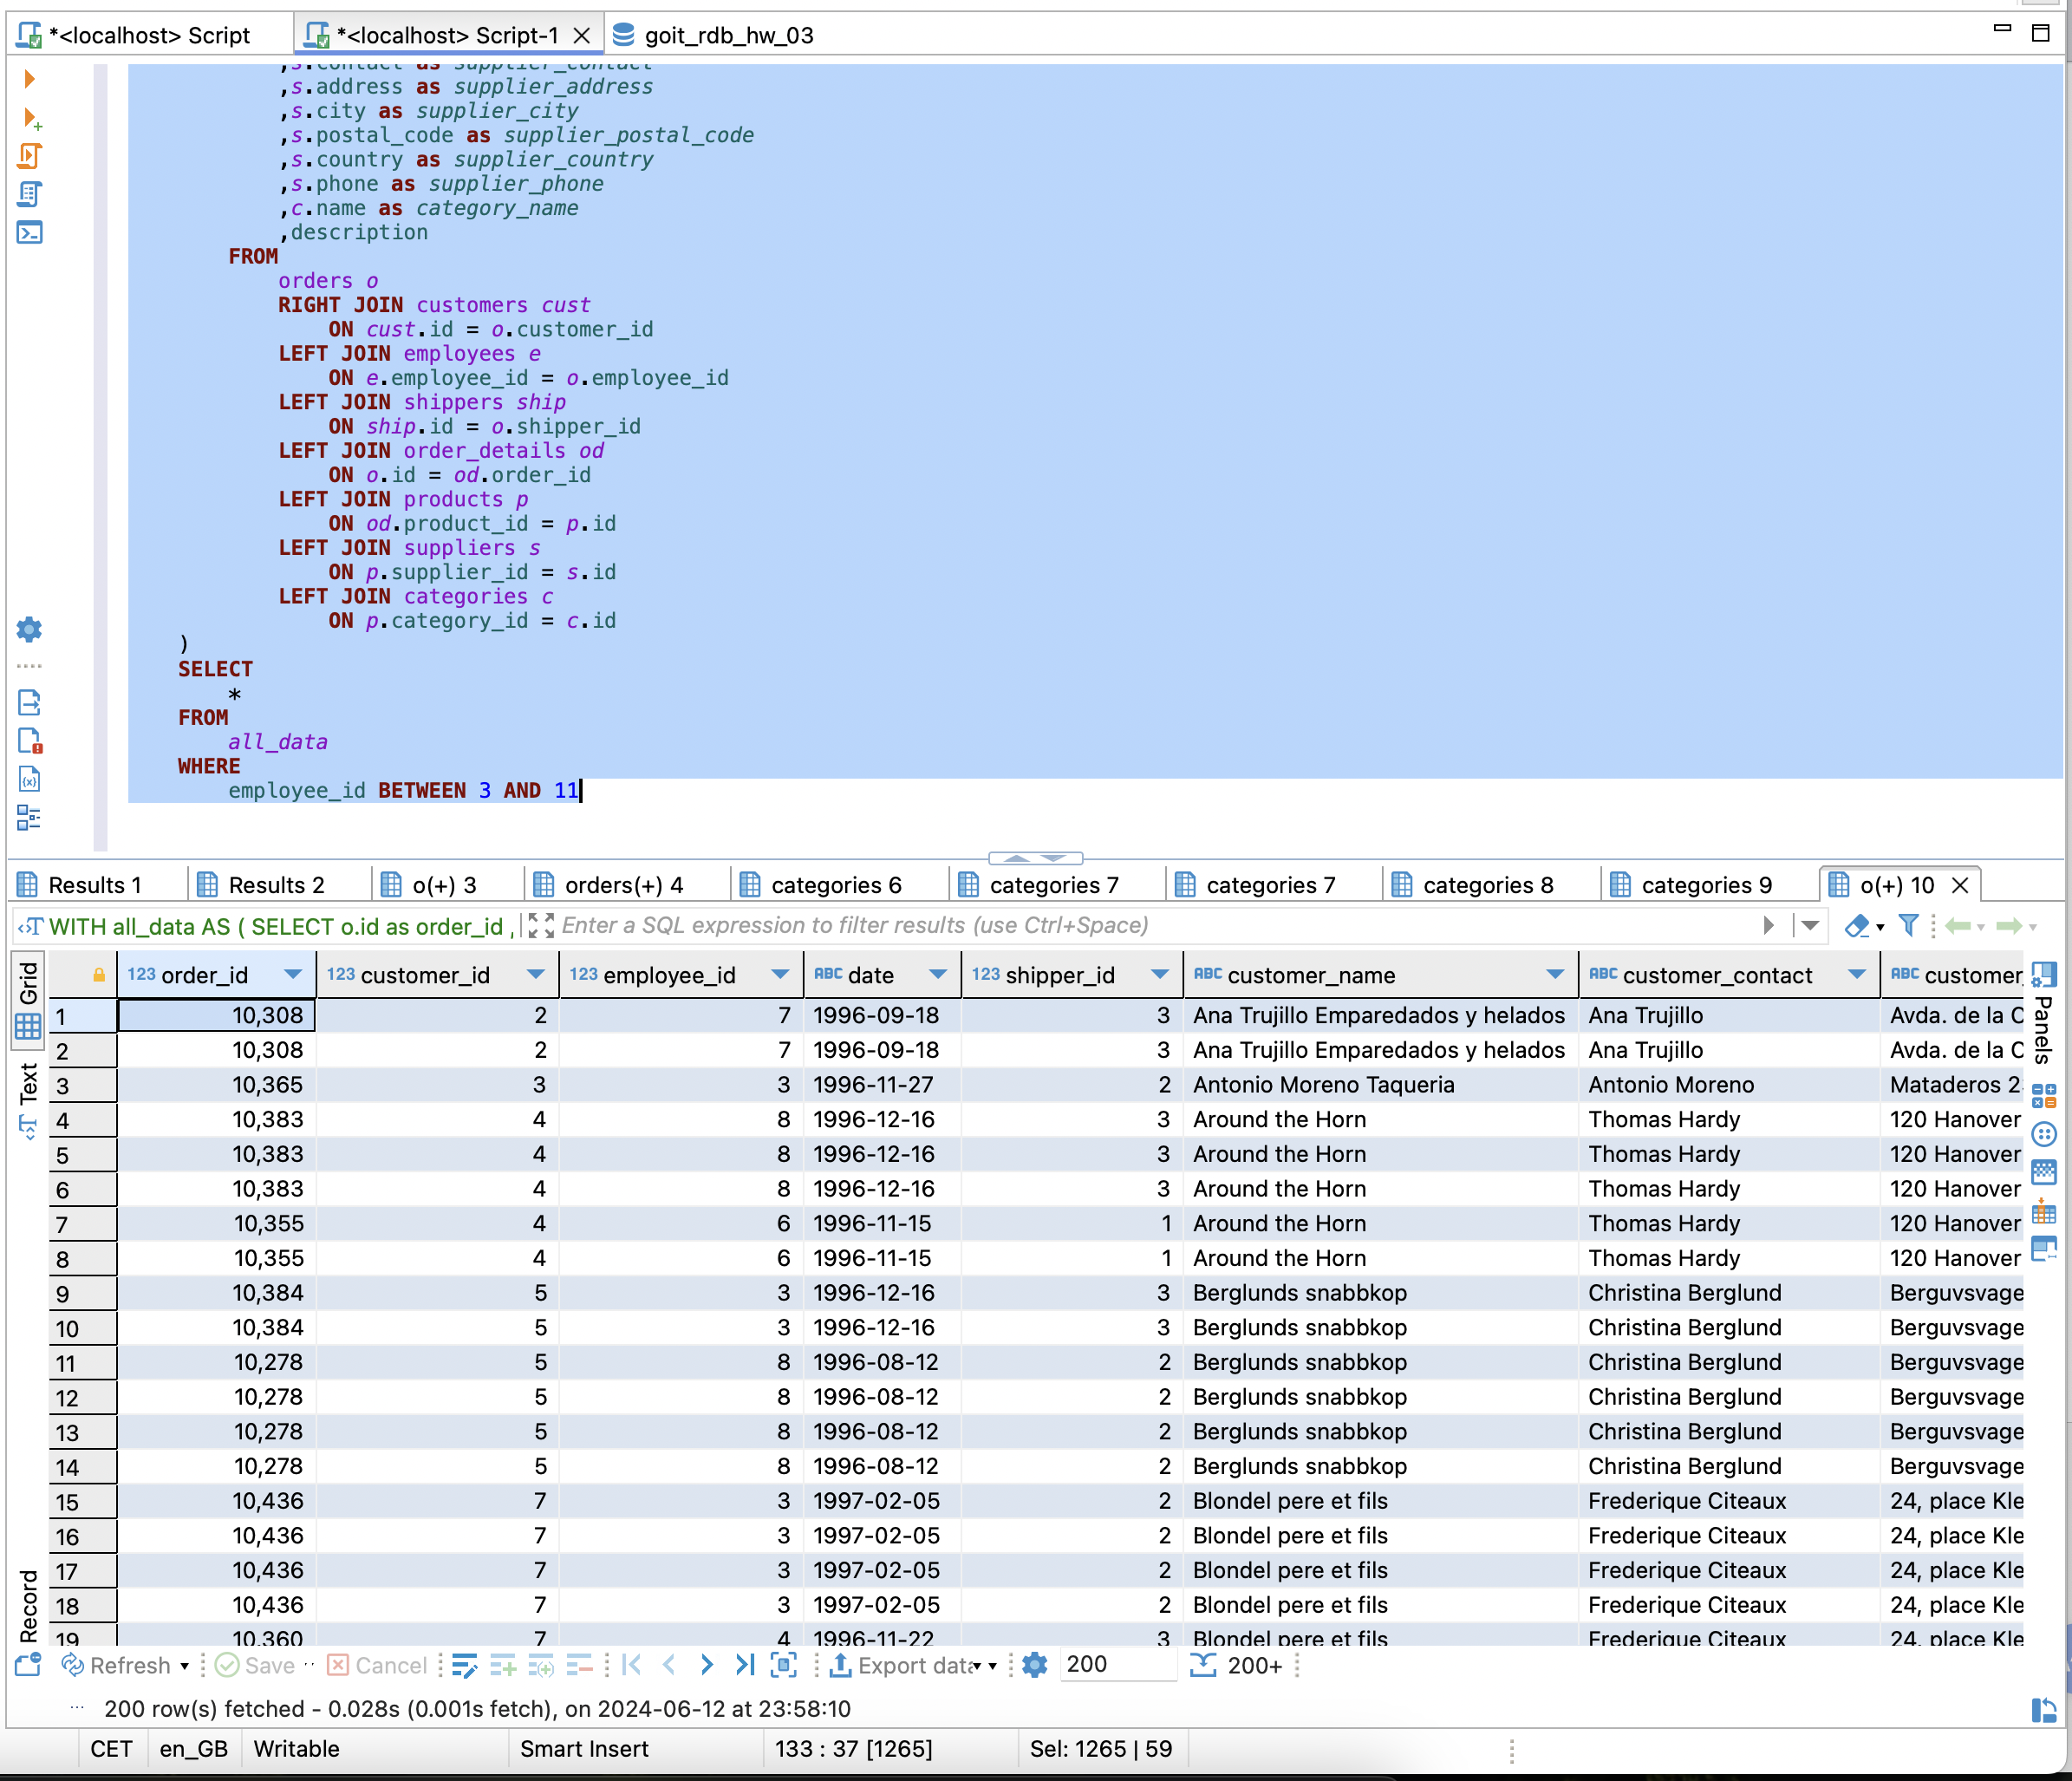 *<localhost> Script *<localhost> Script-1 goit_rdb_hw_03
,s.contact as supplier_contact
,s.address as supplier_address
,s.city as supplier_city
,s.postal_code as supplier_postal_code
,s.country as supplier_country
,s.phone as supplier_phone
,c.name as category_name
,description
FROM
orders o
RIGHT JOIN customers cust
ON cust.id = o.customer_id
LEFT JOIN employees e
ON e.employee_id = o.employee_id
LEFT JOIN shippers ship
ON ship.id = o.shipper_id
LEFT JOIN order_details od
ON o.id = od.order_id
LEFT JOIN products p
ON od.product_id = p.id
LEFT JOIN suppliers s
ON p.supplier_id = s.id
LEFT JOIN categories c
ON p.category_id = c.id
)
SELECT
*
FROM
all_data
WHERE
employee_id BETWEEN 3 AND 11
Results 1 Results 2 o(+) 3 orders(+) 4 categories 6 categories 7 categories 7 categories 8 categories 9 o(+) 10
WITH all_data AS ( SELECT o.id as order_id , Enter a SQL expression to filter results (use Ctrl+Space)
Grid
Text
Record
Panels
123 order_id 123 customer_id 123 employee_id ABC date 123 shipper_id ABC customer_name ABC customer_contact ABC customer_
1 10,308 2 7 1996-09-18 3 Ana Trujillo Emparedados y helados Ana Trujillo Avda. de la C
2 10,308 2 7 1996-09-18 3 Ana Trujillo Emparedados y helados Ana Trujillo Avda. de la C
3 10,365 3 3 1996-11-27 2 Antonio Moreno Taqueria Antonio Moreno Mataderos 2
4 10,383 4 8 1996-12-16 3 Around the Horn Thomas Hardy 120 Hanover
5 10,383 4 8 1996-12-16 3 Around the Horn Thomas Hardy 120 Hanover
6 10,383 4 8 1996-12-16 3 Around the Horn Thomas Hardy 120 Hanover
7 10,355 4 6 1996-11-15 1 Around the Horn Thomas Hardy 120 Hanover
8 10,355 4 6 1996-11-15 1 Around the Horn Thomas Hardy 120 Hanover
9 10,384 5 3 1996-12-16 3 Berglunds snabbkop Christina Berglund Berguvsvage
10 10,384 5 3 1996-12-16 3 Berglunds snabbkop Christina Berglund Berguvsvage
11 10,278 5 8 1996-08-12 2 Berglunds snabbkop Christina Berglund Berguvsvage
12 10,278 5 8 1996-08-12 2 Berglunds snabbkop Christina Berglund Berguvsvage
13 10,278 5 8 1996-08-12 2 Berglunds snabbkop Christina Berglund Berguvsvage
14 10,278 5 8 1996-08-12 2 Berglunds snabbkop Christina Berglund Berguvsvage
15 10,436 7 3 1997-02-05 2 Blondel pere et fils Frederique Citeaux 24, place Kle
16 10,436 7 3 1997-02-05 2 Blondel pere et fils Frederique Citeaux 24, place Kle
17 10,436 7 3 1997-02-05 2 Blondel pere et fils Frederique Citeaux 24, place Kle
18 10,436 7 3 1997-02-05 2 Blondel pere et fils Frederique Citeaux 24, place Kle
19 10,360 7 4 1996-11-22 3 Blondel pere et fils Frederique Citeaux 24, place Kle
Refresh Save Cancel Export data 200 200+
200 row(s) fetched - 0.028s (0.001s fetch), on 2024-06-12 at 23:58:10
CET en_GB Writable Smart Insert 133 : 37 [1265] Sel: 1265 | 59